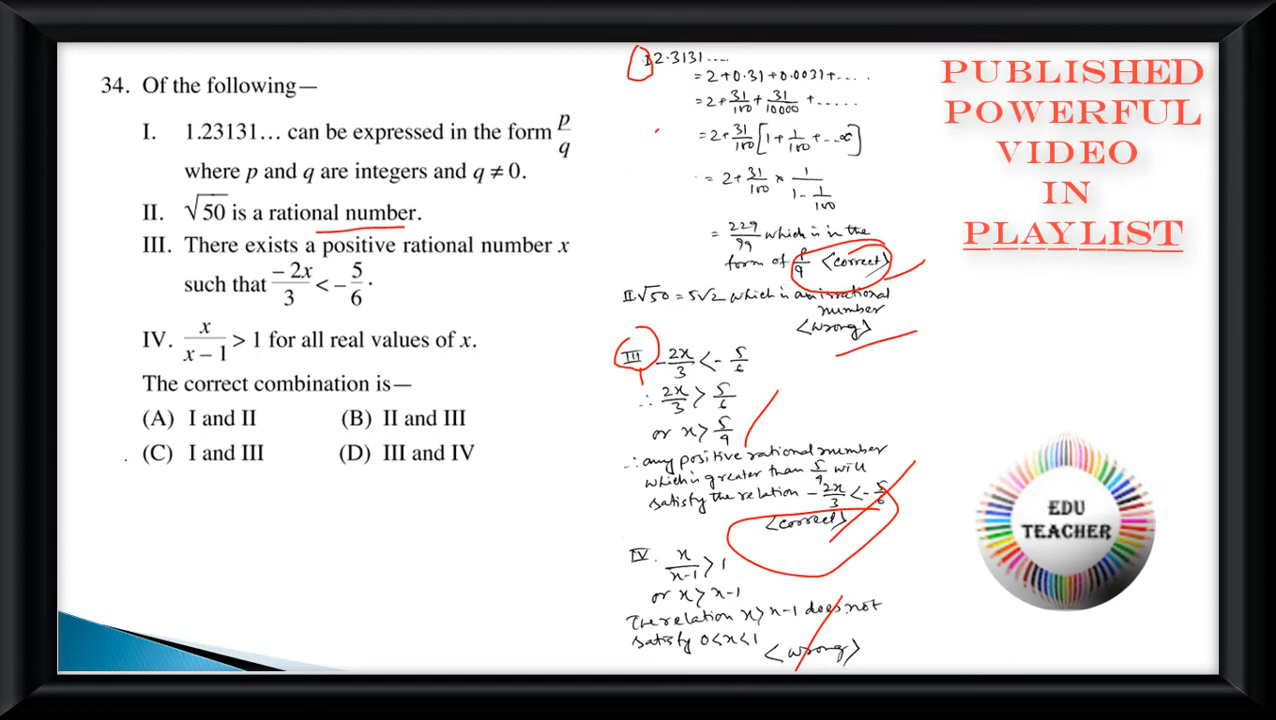 34. Of the following—
I. 1.23131... can be expressed in the form p/q
where p and q are integers and q ≠ 0.
II. √50 is a rational number.
III. There exists a positive rational number x
such that −2x/3 < −5/6.
IV. x/x − 1 > 1 for all real values of x.
The correct combination is—
(A) I and II (B) II and III
(C) I and III (D) III and IV
I 2.3131....
= 2+0.31+0.0031+....
= 2+31/100+31/10000+.....
= 2+31/100[1+1/100+...∞]
= 2+31/100×1/1-1/100
= 229/99 which is in the
form of p/q <correct>
II √50 = 5√2 which is an irrational
number
<wrong>
III -2x/3<-5/6
∴ 2x/3>5/6
or x>5/9
∴ any positive rational number
which is greater than 5/9 will
satisfy the relation -2x/3<-5/6
<correct>
IV. x/x-1>1
or x>x-1
The relation x>x-1 does not
satisfy 0<x<1
<wrong>
PUBLISHED
POWERFUL
VIDEO
IN
PLAYLIST
EDU
TEACHER